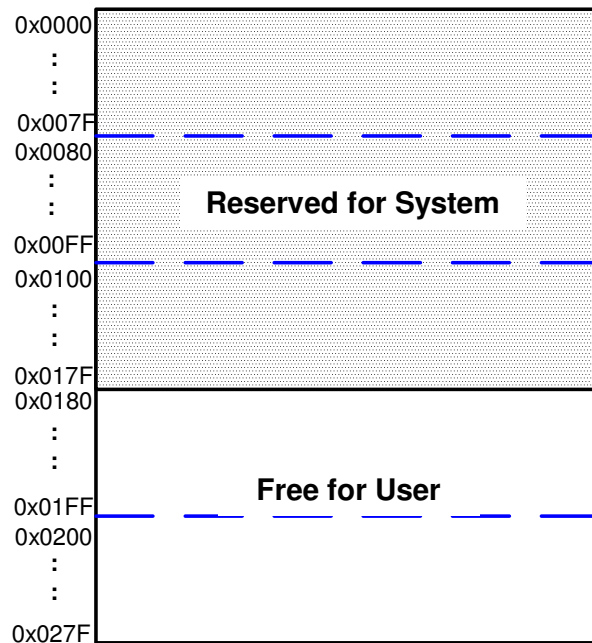 0x0000
:
:
0x007F
0x0080
:
:
Reserved for System
0x00FF
0x0100
:
:
0x017F
0x0180
:
:
Free for User
0x01FF
0x0200
:
:
0x027F